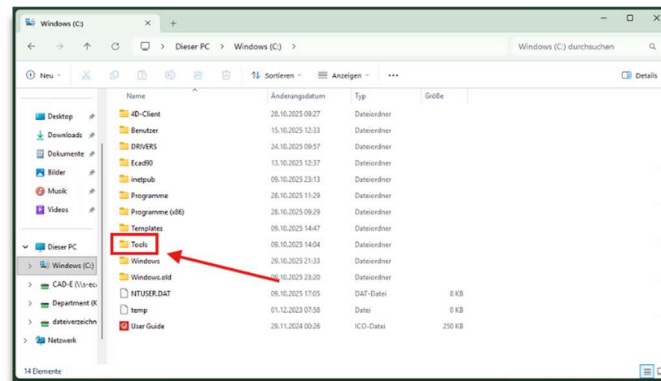 Windows (C:)
Dieser PC > Windows (C:) >
Windows (C:) durchsuchen
Neu
Sortieren
Anzeigen
Details
Name Änderungsdatum Typ Größe
Desktop
Downloads
Dokumente
Bilder
Musik
Videos
Dieser PC
Windows (C:)
Department (K
Netzwerk
4D-Client 28.10.2025 09:27 Dateiordner
Benutzer 15.10.2025 12:33 Dateiordner
DRIVERS 24.10.2025 09:57 Dateiordner
Ecad90 13.10.2025 12:37 Dateiordner
inetpub 09.10.2025 23:13 Dateiordner
Programme 28.10.2025 11:29 Dateiordner
Programme (x86) 28.10.2025 09:29 Dateiordner
Templates 09.10.2025 14:47 Dateiordner
Tools 09.10.2025 14:04 Dateiordner
Windows 29.10.2025 21:33 Dateiordner
Windows.old 09.10.2025 23:20 Dateiordner
NTUSER.DAT 09.10.2025 17:05 DAT-Datei 8 KB
temp 01.12.2023 07:58 Datei 0 KB
User Guide 29.11.2024 00:26 ICO-Datei 250 KB
14 Elemente